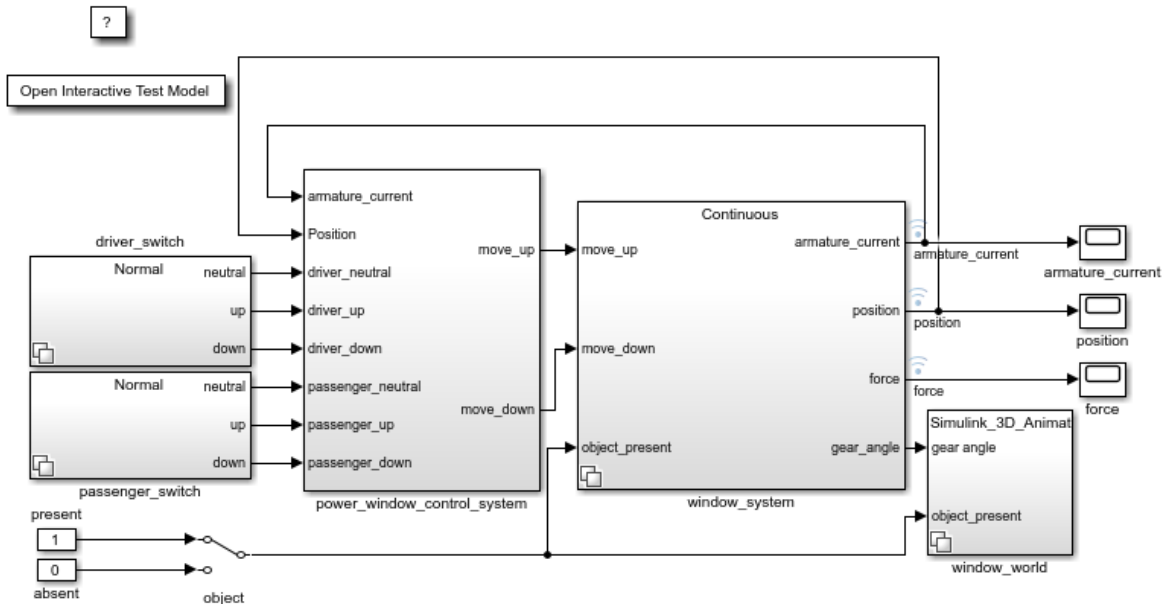 ?
Open Interactive Test Model
driver_switch
Normal
neutral
up
down
Normal
neutral
up
down
passenger_switch
present
1
0
absent
object
armature_current
Position
driver_neutral
driver_up
driver_down
passenger_neutral
passenger_up
passenger_down
move_up
move_down
power_window_control_system
Continuous
move_up
move_down
object_present
armature_current
position
force
gear_angle
window_system
armature_current
position
force
armature_current
position
force
Simulink_3D_Animat
gear angle
object_present
window_world